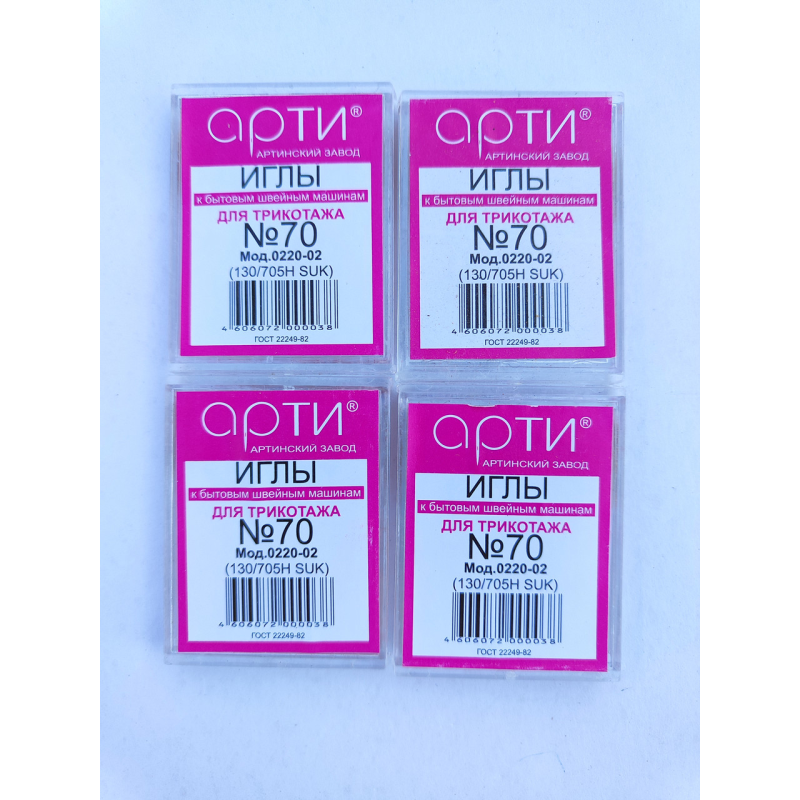 арти®
АРТИНСКИЙ ЗАВОД
ИГЛЫ
к бытовым швейным машинам
ДЛЯ ТРИКОТАЖА
№70
Мод.0220-02
(130/705H SUK)
4 606072 000038
ГОСТ 22249-82
арти®
АРТИНСКИЙ ЗАВОД
ИГЛЫ
к бытовым швейным машинам
ДЛЯ ТРИКОТАЖА
№70
Мод.0220-02
(130/705H SUK)
4 606072 000038
ГОСТ 22249-82
арти®
АРТИНСКИЙ ЗАВОД
ИГЛЫ
к бытовым швейным машинам
ДЛЯ ТРИКОТАЖА
№70
Мод.0220-02
(130/705H SUK)
4 606072 000038
ГОСТ 22249-82
арти®
АРТИНСКИЙ ЗАВОД
ИГЛЫ
к бытовым швейным машинам
ДЛЯ ТРИКОТАЖА
№70
Мод.0220-02
(130/705H SUK)
4 606072 000038
ГОСТ 22249-82